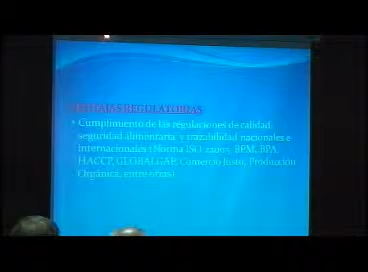 VENTAJAS REGULATORIAS
Cumplimiento de las regulaciones de calidad,
seguridad alimentaria, y trazabilidad nacionales e
internacionales (Norma ISO 22000, BPM, BPA,
HACCP, GLOBALGAP, Comercio Justo, Producción
Orgánica, entre otras)